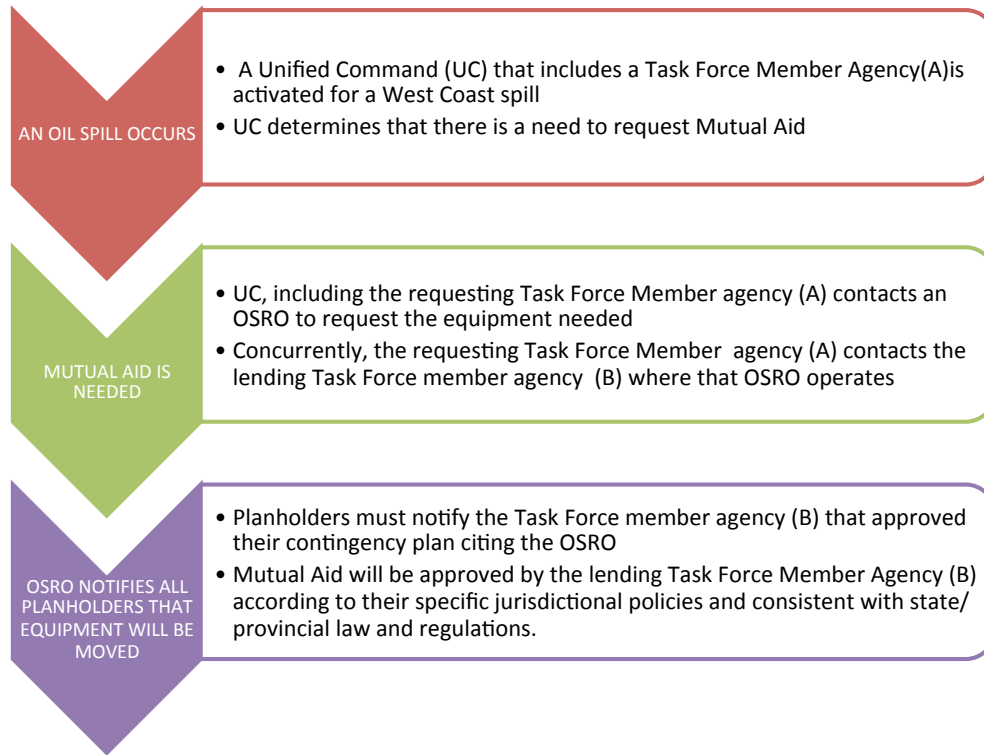 AN OIL SPILL OCCURS
• A Unified Command (UC) that includes a Task Force Member Agency(A)is
activated for a West Coast spill
• UC determines that there is a need to request Mutual Aid
MUTUAL AID IS
NEEDED
• UC, including the requesting Task Force Member agency (A) contacts an
OSRO to request the equipment needed
• Concurrently, the requesting Task Force Member agency (A) contacts the
lending Task Force member agency (B) where that OSRO operates
OSRO NOTIFIES ALL
PLANHOLDERS THAT
EQUIPMENT WILL BE
MOVED
• Planholders must notify the Task Force member agency (B) that approved
their contingency plan citing the OSRO
• Mutual Aid will be approved by the lending Task Force Member Agency (B)
according to their specific jurisdictional policies and consistent with state/
provincial law and regulations.